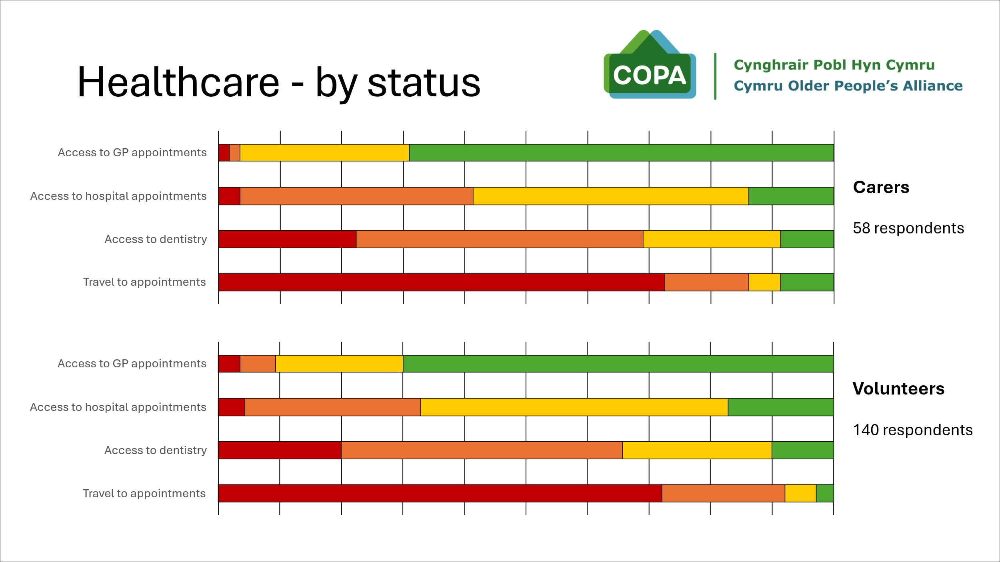 Healthcare - by status
COPA
Cynghrair Pobl Hyn Cymru
Cymru Older People’s Alliance
Access to GP appointments
Access to hospital appointments
Access to dentistry
Travel to appointments
Carers
58 respondents
Access to GP appointments
Access to hospital appointments
Access to dentistry
Travel to appointments
Volunteers
140 respondents